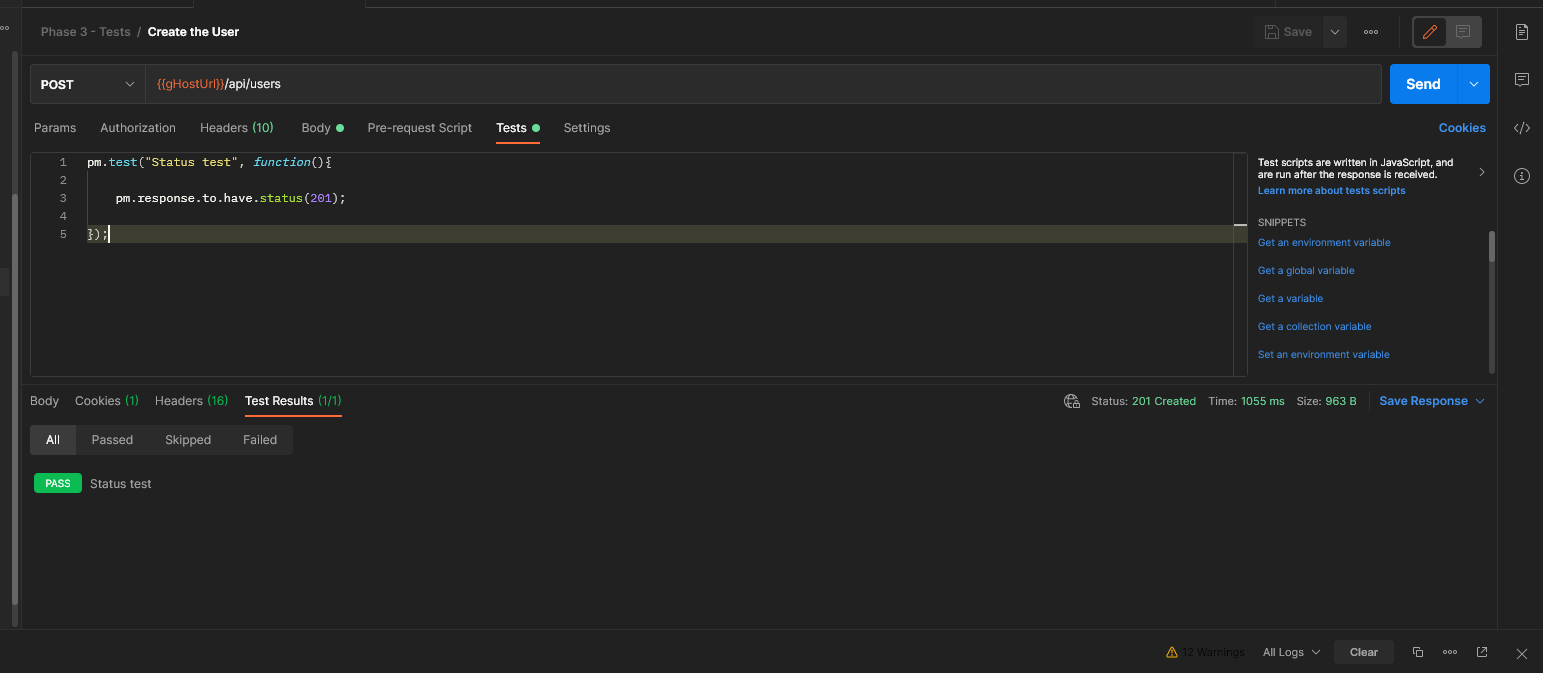 Phase 3 - Tests / Create the User
Save
POST
{{gHostUrl}}/api/users
Send
Params Authorization Headers (10) Body Pre-request Script Tests Settings Cookies
1 pm.test("Status test", function(){
2
3 pm.response.to.have.status(201);
4
5 });
Test scripts are written in JavaScript, and
are run after the response is received.
Learn more about tests scripts
SNIPPETS
Get an environment variable
Get a global variable
Get a variable
Get a collection variable
Set an environment variable
Body Cookies (1) Headers (16) Test Results (1/1) Status: 201 Created Time: 1055 ms Size: 963 B Save Response
All Passed Skipped Failed
PASS Status test
12 Warnings All Logs Clear